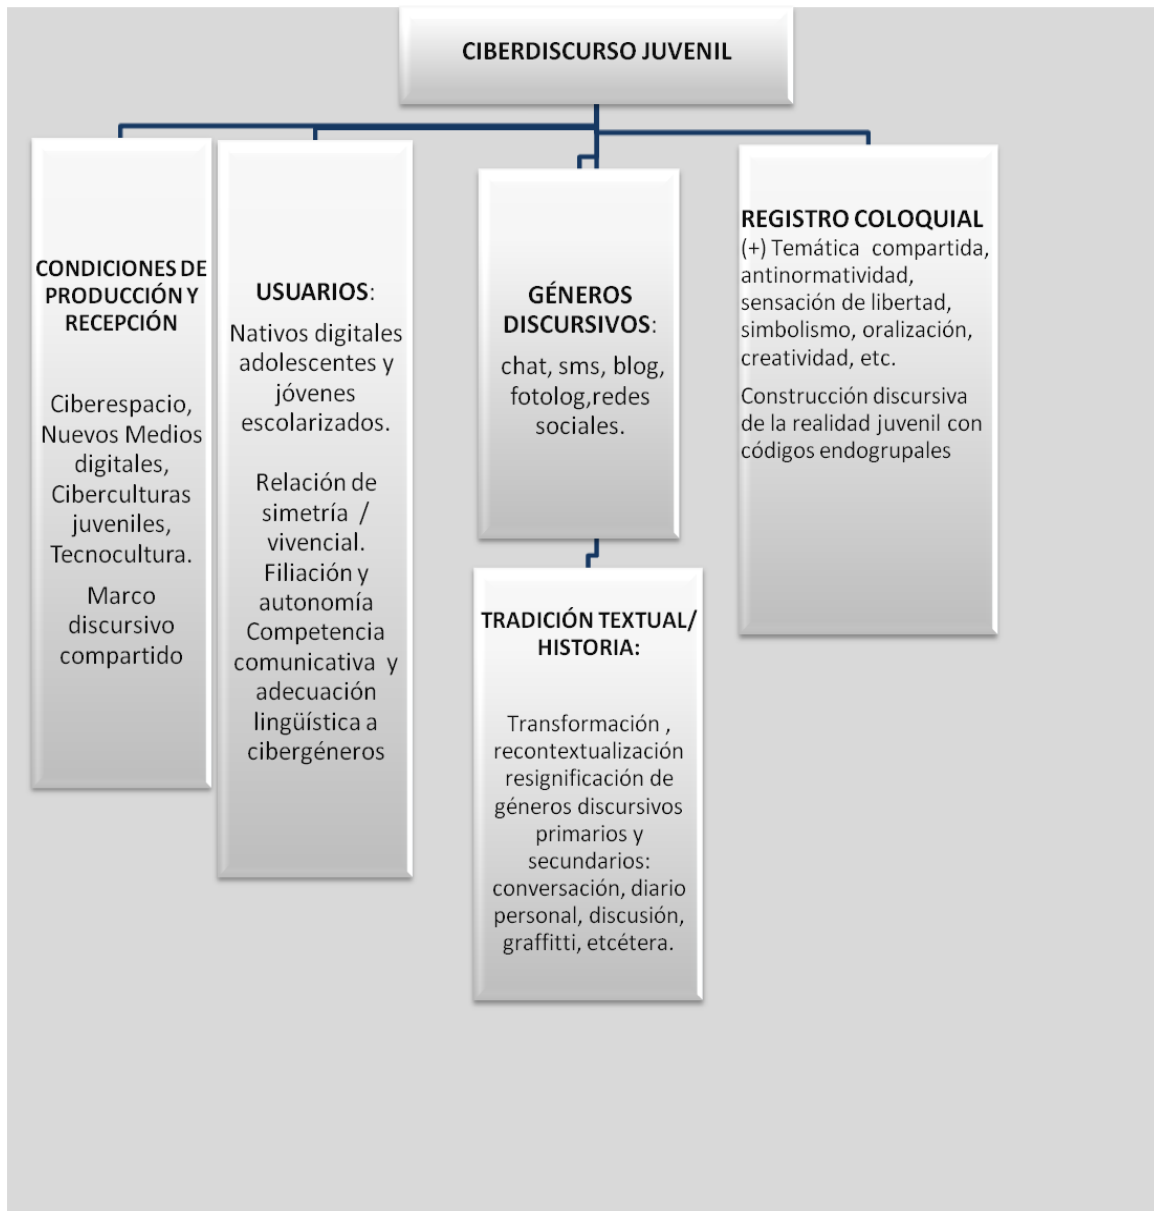 CIBERDISCURSO JUVENIL
CONDICIONES DE
PRODUCCIÓN Y
RECEPCIÓN
Ciberespacio,
Nuevos Medios
digitales,
Ciberculturas
juveniles,
Tecnocultura.
Marco
discursivo
compartido
USUARIOS:
Nativos digitales
adolescentes y
jóvenes
escolarizados.
Relación de
simetría /
vivencial.
Filiación y
autonomía
Competencia
comunicativa y
adecuación
lingüística a
cibergéneros
GÉNEROS
DISCURSIVOS:
chat, sms, blog,
fotolog,redes
sociales.
TRADICIÓN TEXTUAL/
HISTORIA:
Transformación ,
recontextualización
resignificación de
géneros discursivos
primarios y
secundarios:
conversación, diario
personal, discusión,
graffitti, etcétera.
REGISTRO COLOQUIAL
(+) Temática compartida,
antinormatividad,
sensación de libertad,
simbolismo, oralización,
creatividad, etc.
Construcción discursiva
de la realidad juvenil con
códigos endogrupales